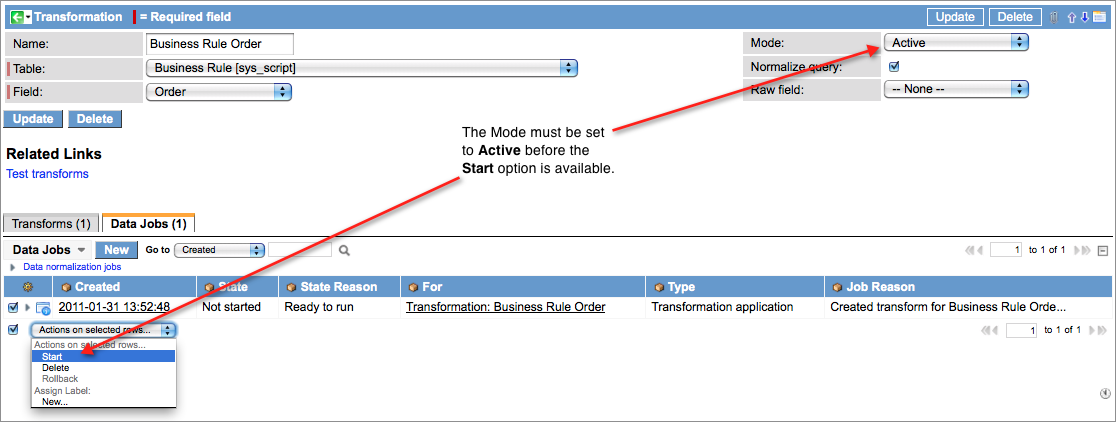 Transformation | = Required field Update Delete
Name: Business Rule Order Mode: Active
Table: Business Rule [sys_script] Normalize query:
Field: Order Raw field: -- None --
Update Delete
The Mode must be set
to Active before the
Start option is available.
Related Links
Test transforms
Transforms (1) Data Jobs (1)
Data Jobs New Go to Created 1 to 1 of 1
Data normalization jobs
Created State State Reason For Type Job Reason
2011-01-31 13:52:48 Not started Ready to run Transformation: Business Rule Order Transformation application Created transform for Business Rule Orde...
Actions on selected rows... 1 to 1 of 1
Actions on selected rows...
Start
Delete
Rollback
Assign Label:
New...